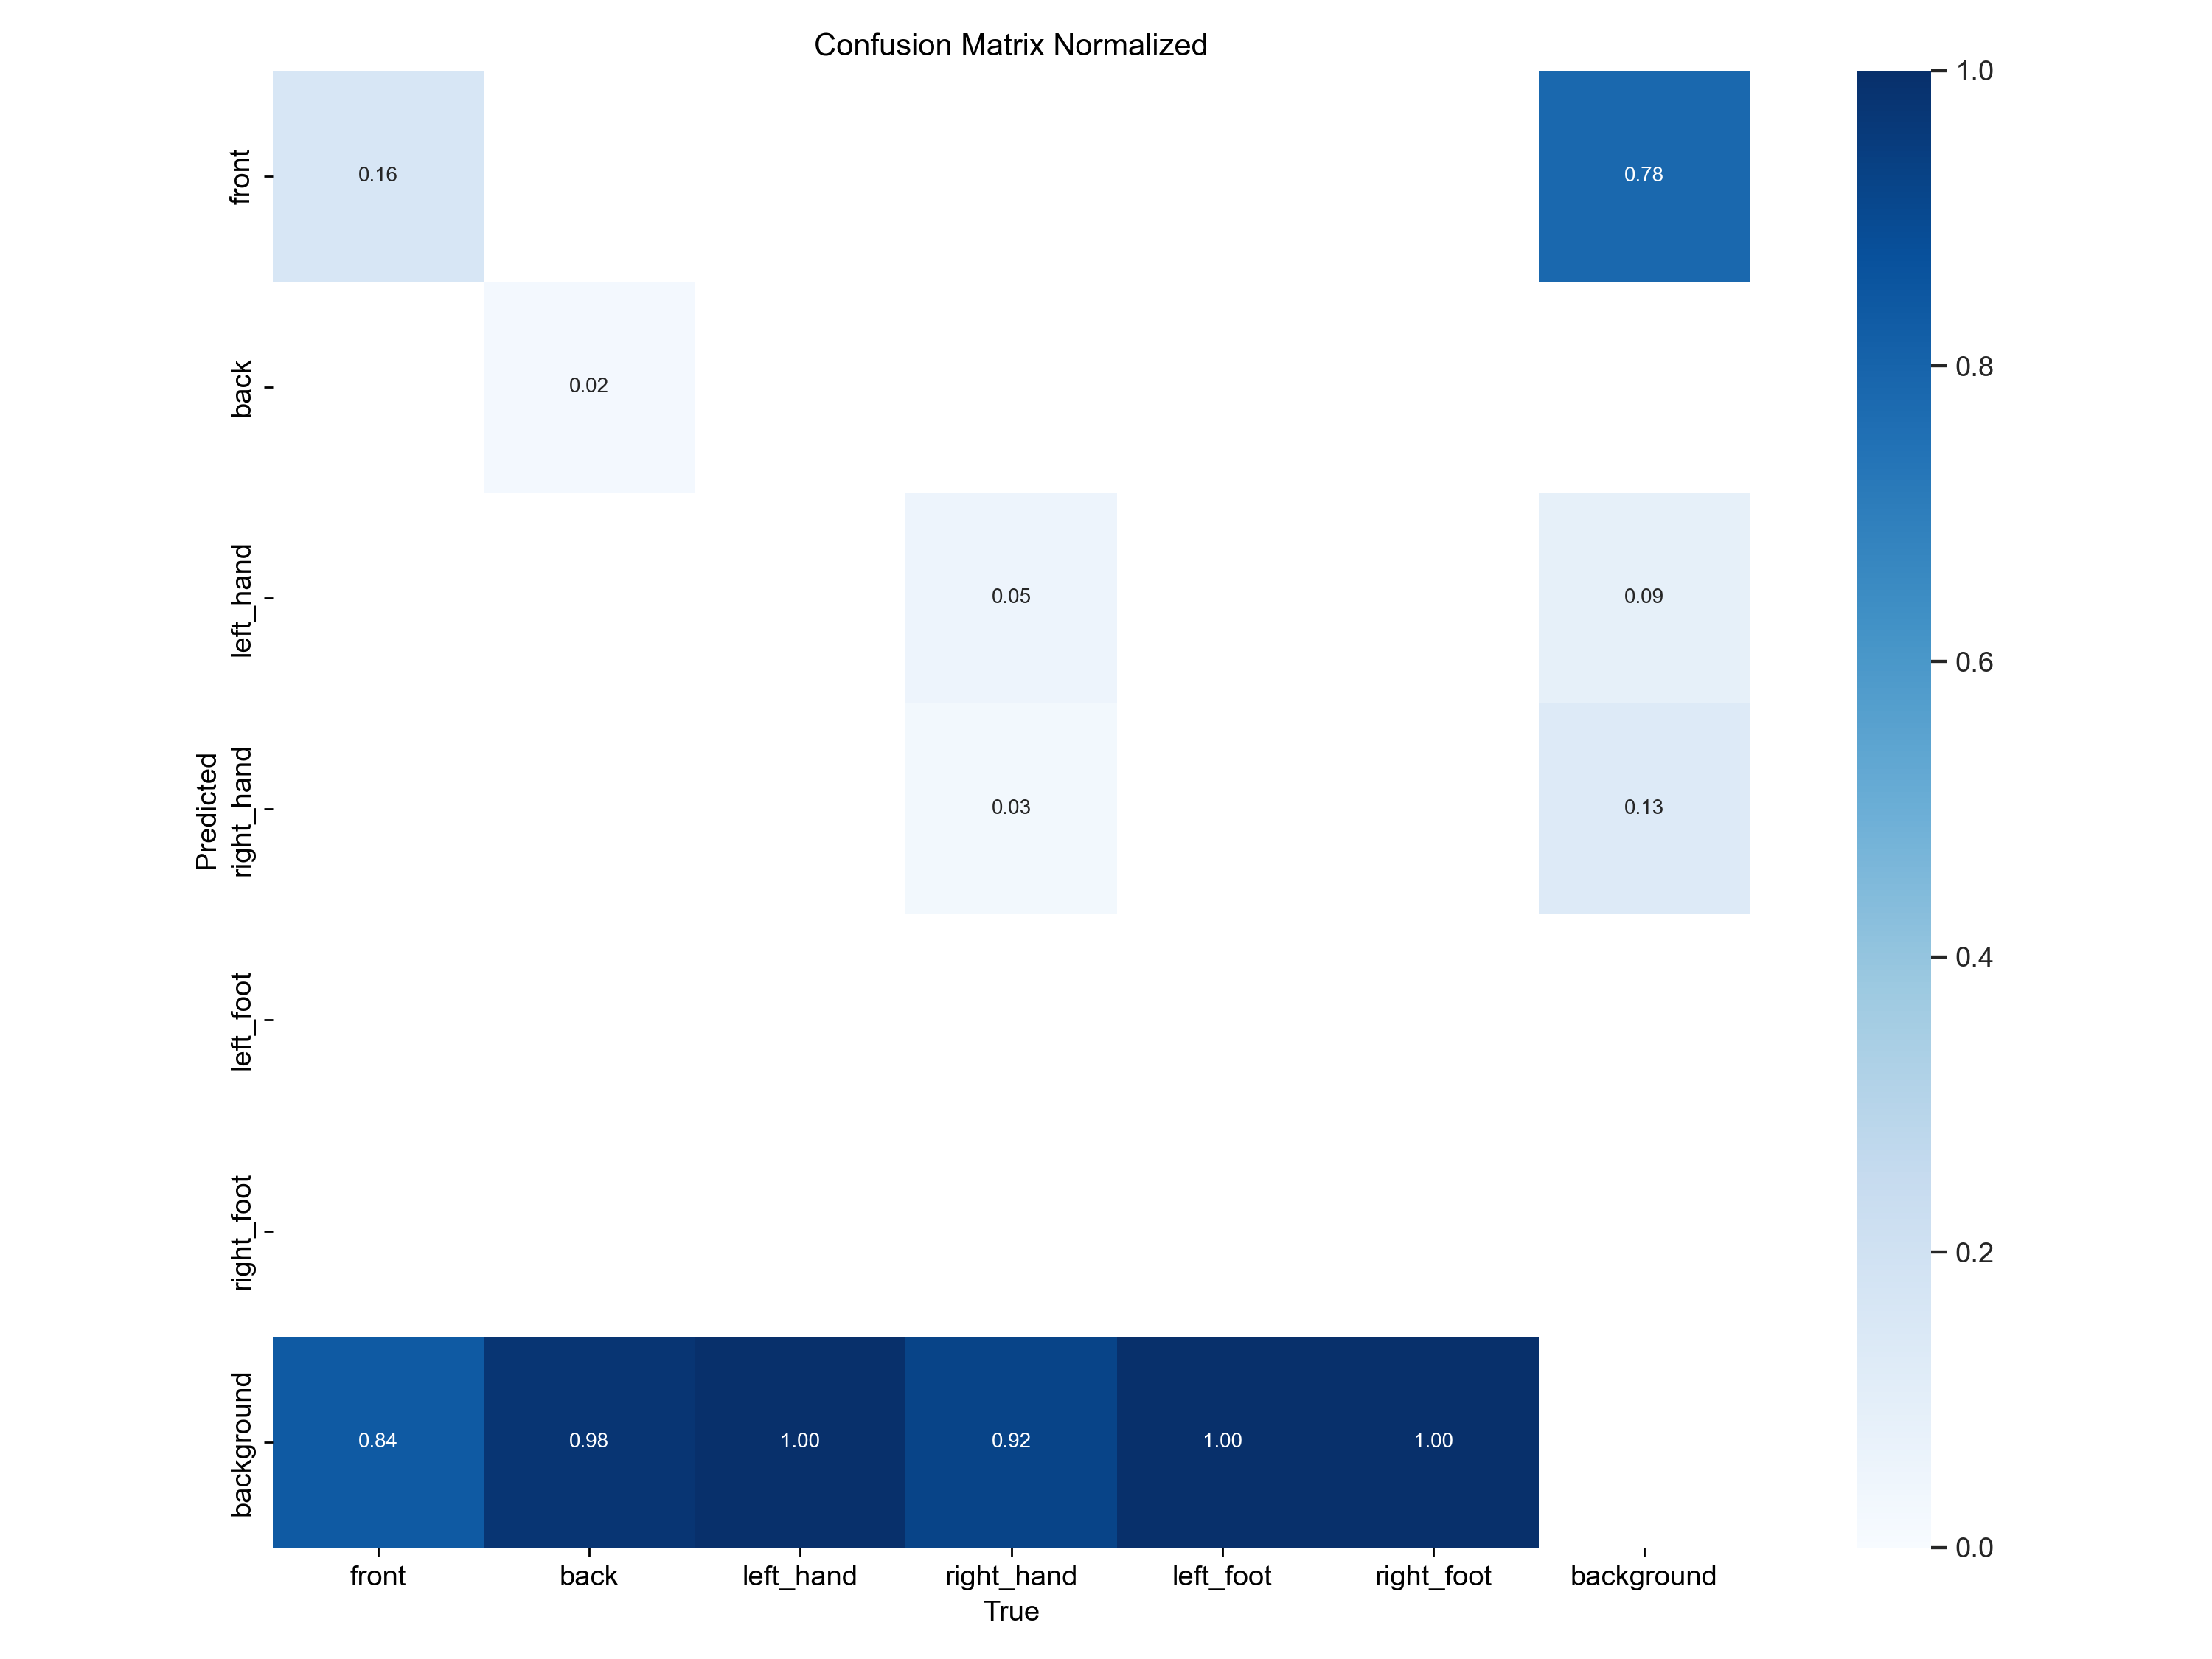 Confusion Matrix Normalized
1.0
front
0.16
0.78
0.8
back
0.02
0.6
left_hand
0.05
0.09
Predicted
right_hand
0.03
0.13
0.4
left_foot
right_foot
0.2
background
0.84 0.98 1.00 0.92 1.00 1.00
0.0
front back left_hand right_hand left_foot right_foot background
True